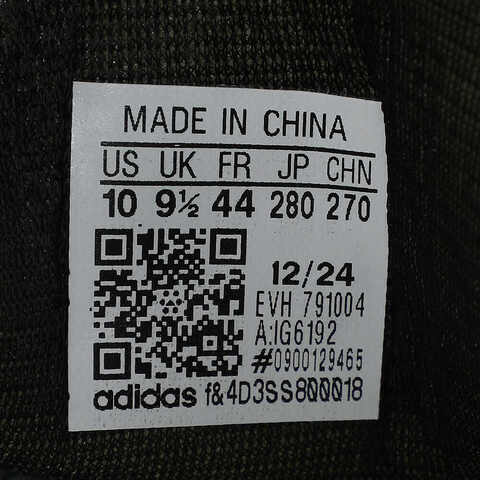 MADE IN CHINA
US UK FR JP CHN
10 9½ 44 280 270
12/24
EVH 791004
A:IG6192
#0900129465
adidas f&4D3SS800018